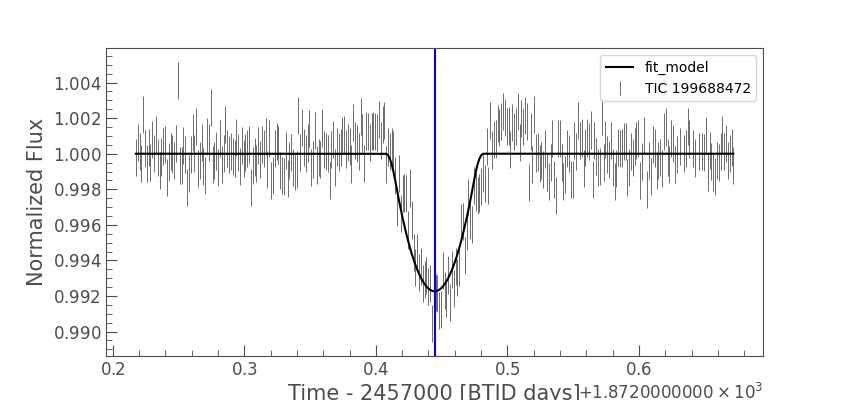 fit_model
TIC 199688472
Normalized Flux
1.004
1.002
1.000
0.998
0.996
0.994
0.992
0.990
0.2
0.3
0.4
0.5
0.6
Time - 2457000 [BTJD days]
+1.8720000000 × 10³